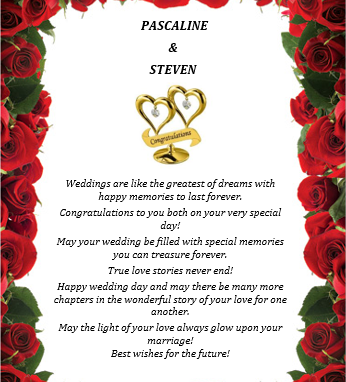 PASCALINE
&
STEVEN
Congratulations
Weddings are like the greatest of dreams with
happy memories to last forever.
Congratulations to you both on your very special
day!
May your wedding be filled with special memories
you can treasure forever.
True love stories never end!
Happy wedding day and may there be many more
chapters in the wonderful story of your love for one
another.
May the light of your love always glow upon your
marriage!
Best wishes for the future!